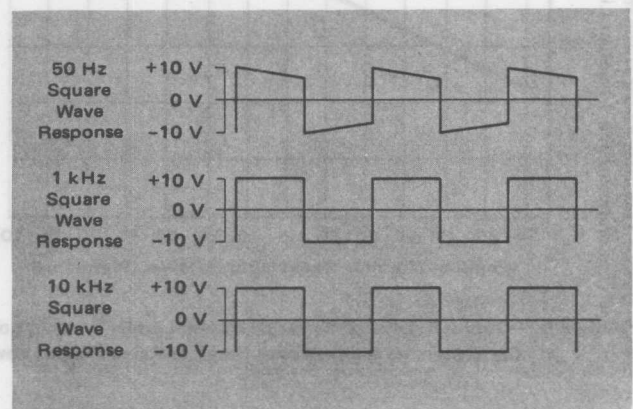 50 Hz
Square
Wave
Response
+10 V
0 V
−10 V
1 kHz
Square
Wave
Response
+10 V
0 V
−10 V
10 kHz
Square
Wave
Response
+10 V
0 V
−10 V